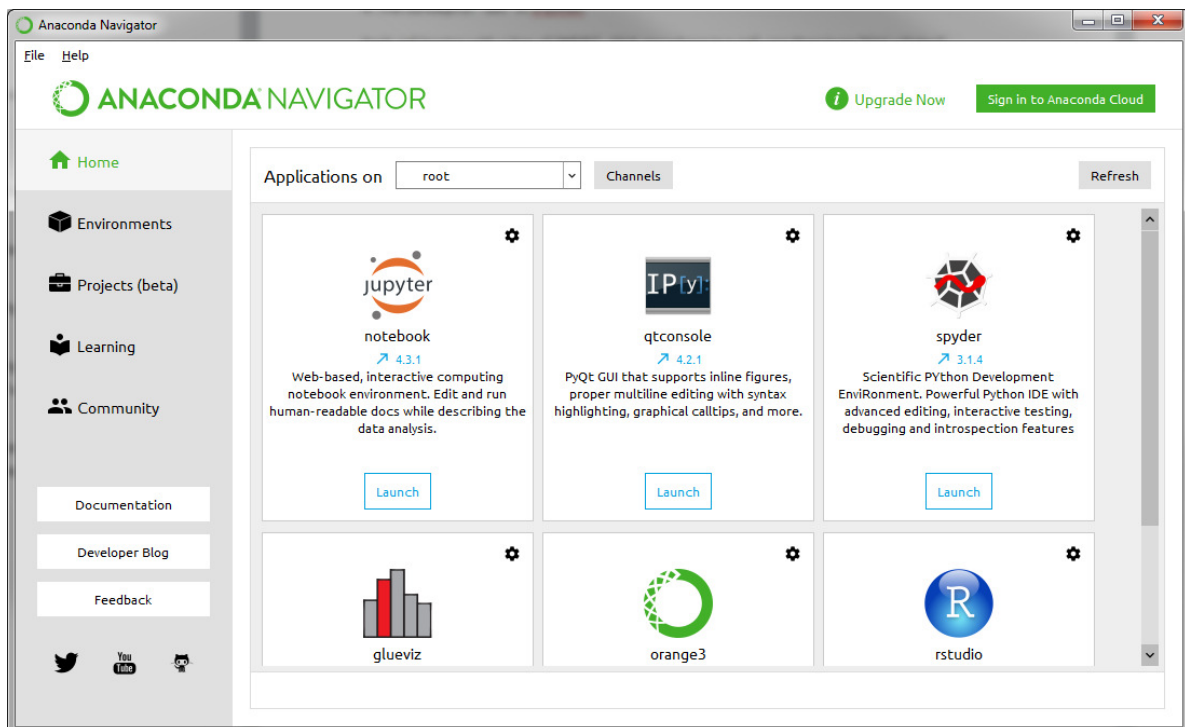 Anaconda Navigator
File Help
ANACONDA NAVIGATOR
i Upgrade Now
Sign in to Anaconda Cloud
Home
Environments
Projects (beta)
Learning
Community
Documentation
Developer Blog
Feedback
You
Tube
Applications on root Channels Refresh
jupyter
notebook
4.3.1
Web-based, interactive computing
notebook environment. Edit and run
human-readable docs while describing the
data analysis.
Launch
IP[y]:
qtconsole
4.2.1
PyQt GUI that supports inline figures,
proper multiline editing with syntax
highlighting, graphical calltips, and more.
Launch
spyder
3.1.4
Scientific PYthon Development
EnviRonment. Powerful Python IDE with
advanced editing, interactive testing,
debugging and introspection features
Launch
glueviz
orange3
R
rstudio